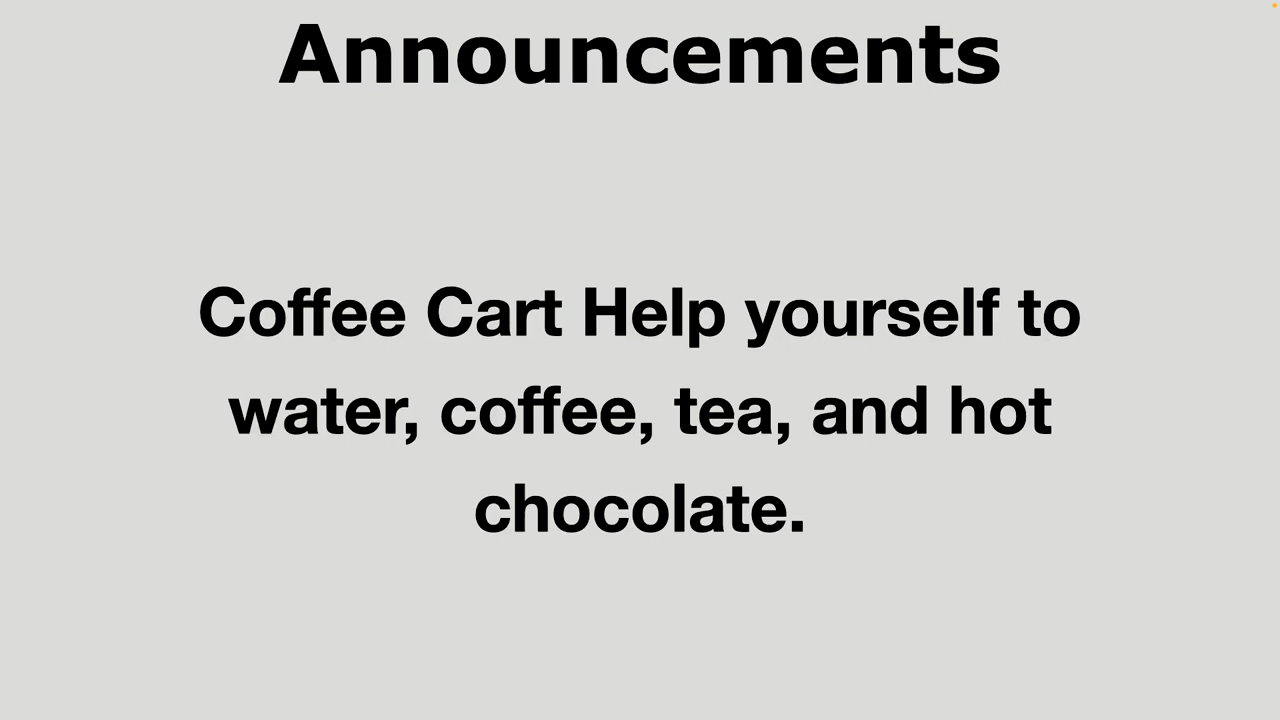 Announcements
Coffee Cart Help yourself to
water, coffee, tea, and hot
chocolate.